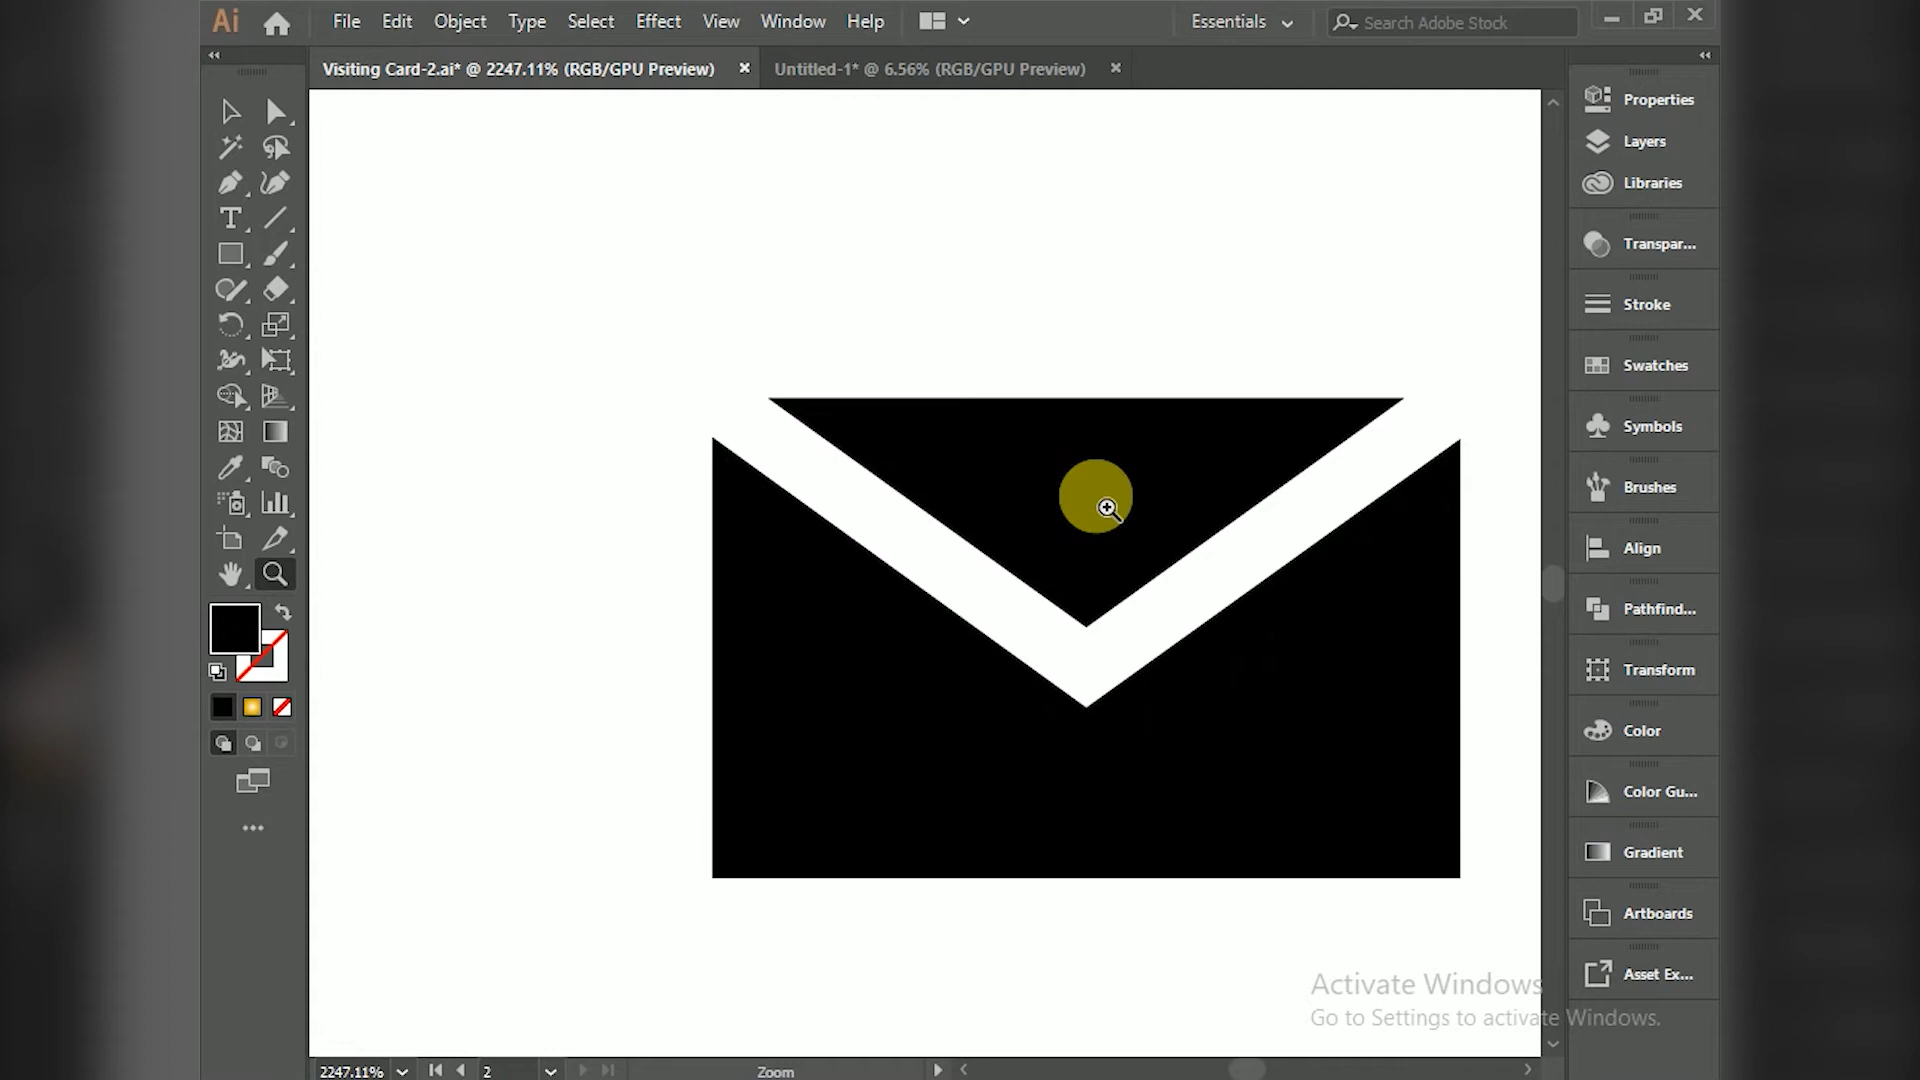 Ai File Edit Object Type Select Effect View Window Help Essentials Search Adobe Stock
Visiting Card-2.ai* @ 2247.11% (RGB/GPU Preview) Untitled-1* @ 6.56% (RGB/GPU Preview)
Properties
Layers
Libraries
Transpar...
Stroke
Swatches
Symbols
Brushes
Align
Pathfind...
Transform
Color
Color Gu...
Gradient
Artboards
Asset Ex...
Activate Windows
Go to Settings to activate Windows.
2247.11% 2 Zoom